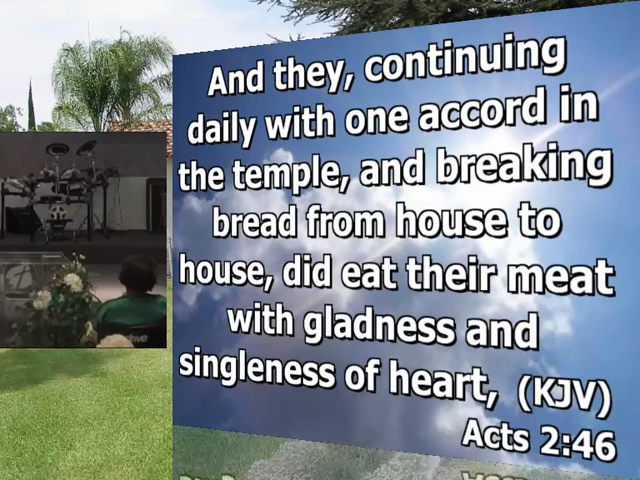 And they, continuing
daily with one accord in
the temple, and breaking
bread from house to
house, did eat their meat
with gladness and
singleness of heart, (KJV)
Acts 2:46